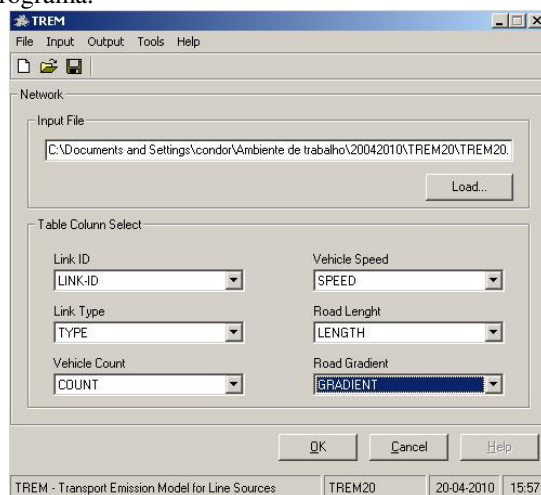 TREM
File Input Output Tools Help
Network
Input File
C:\Documents and Settings\condor\Ambiente de trabalho\20042010\TREM20\TREM20.
Load...
Table Column Select
Link ID
LINK-ID
Vehicle Speed
SPEED
Link Type
TYPE
Road Lenght
LENGTH
Vehicle Count
COUNT
Road Gradient
GRADIENT
OK Cancel Help
TREM - Transport Emission Model for Line Sources TREM20 20-04-2010 15:57